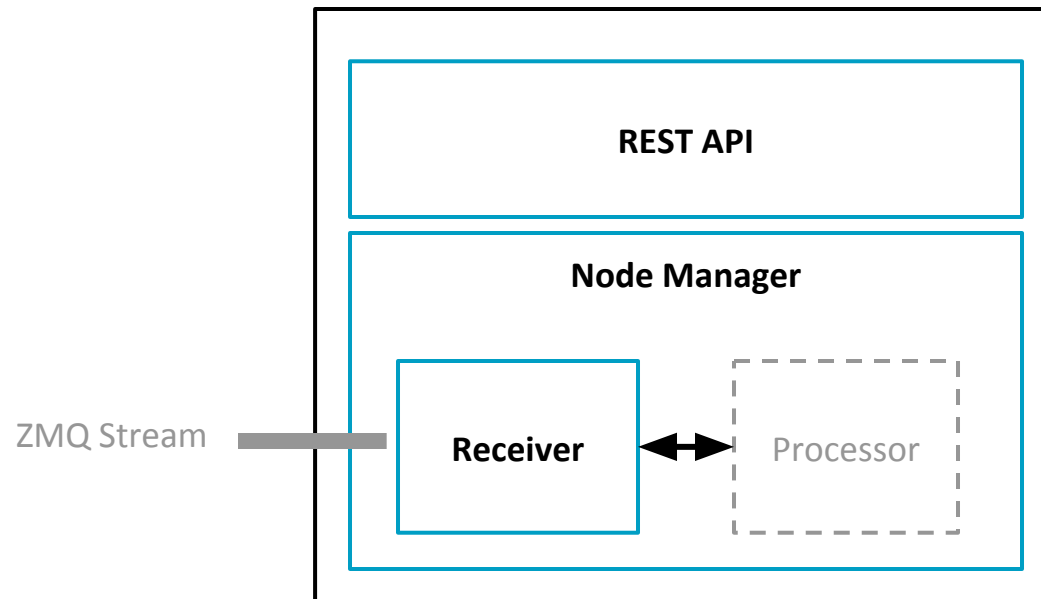 REST API
Node Manager
ZMQ Stream
Receiver
Processor